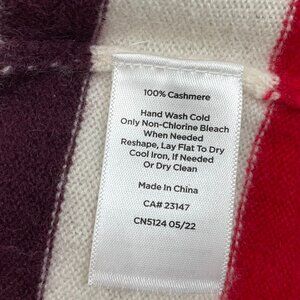 100% Cashmere
Hand Wash Cold
Only Non-Chlorine Bleach
When Needed
Reshape, Lay Flat To Dry
Cool Iron, If Needed
Or Dry Clean
Made In China
CA# 23147
CN5124 05/22